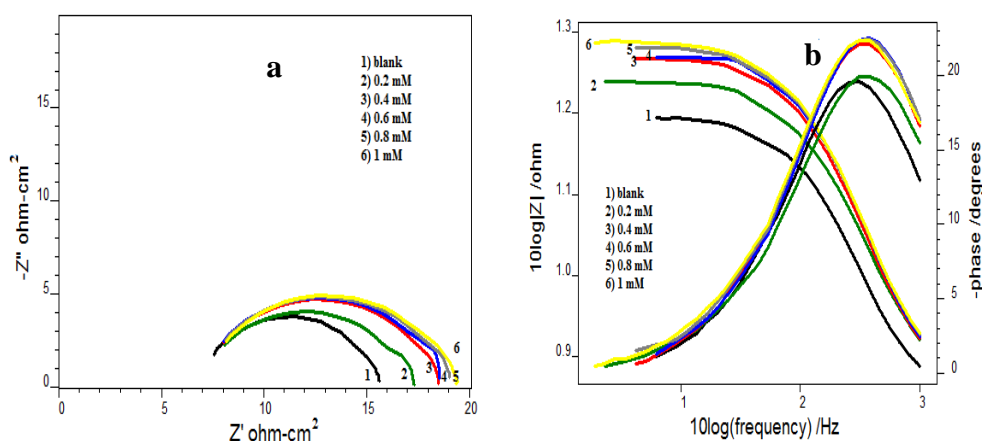 a
1) blank
2) 0.2 mM
3) 0.4 mM
4) 0.6 mM
5) 0.8 mM
6) 1 mM
-Z'' ohm-cm²
15
10
5
0
0
5
10
15
20
Z' ohm-cm²
1
2
3
4
5
6
b
1.3
1.2
1.1
1.0
0.9
10log|Z| /ohm
6
5
4
3
2
1
1) blank
2) 0.2 mM
3) 0.4 mM
4) 0.6 mM
5) 0.8 mM
6) 1 mM
20
15
10
5
0
-phase /degrees
1
2
3
10log(frequency) /Hz